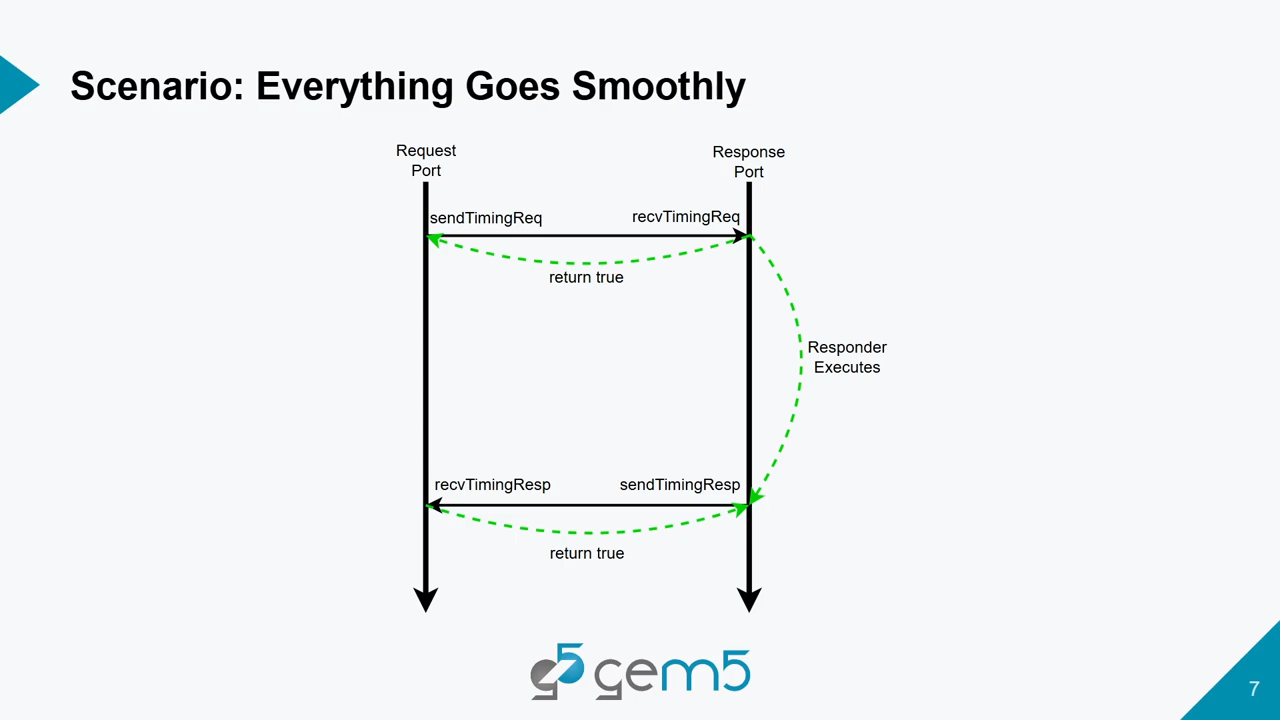 Scenario: Everything Goes Smoothly
Request
Port
Response
Port
sendTimingReq
recvTimingReq
return true
Responder
Executes
recvTimingResp
sendTimingResp
return true
g5 gem5
7